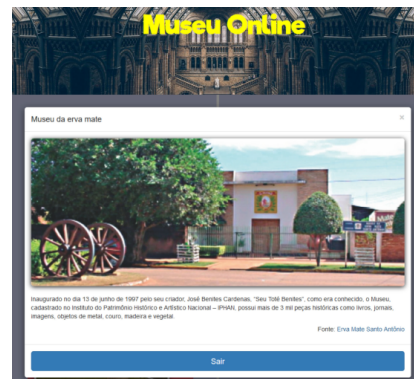 Museu Online
Museu da erva mate
×
Inaugurado no dia 13 de junho de 1997 pelo seu criador, José Benites Cardenas, "Seu Tolé Benites", como era conhecido, o Museu,
cadastrado no Instituto do Patrimônio Histórico e Artístico Nacional – IPHAN, possui mais de 3 mil peças históricas como livros, jornais,
imagens, objetos de metal, couro, madeira e vegetal.
Fonte: Erva Mate Santo Antônio
Sair